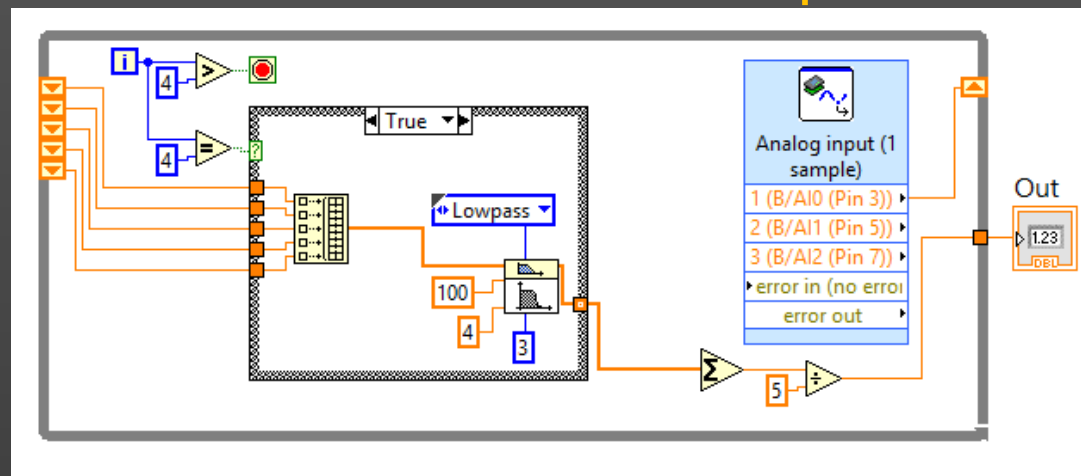 i
4
>
4
=
?
True
Lowpass
100
4
3
Analog input (1
sample)
1 (B/AI0 (Pin 3))
2 (B/AI1 (Pin 5))
3 (B/AI2 (Pin 7))
error in (no erroı
error out
Σ
5
÷
Out
1.23
DBL